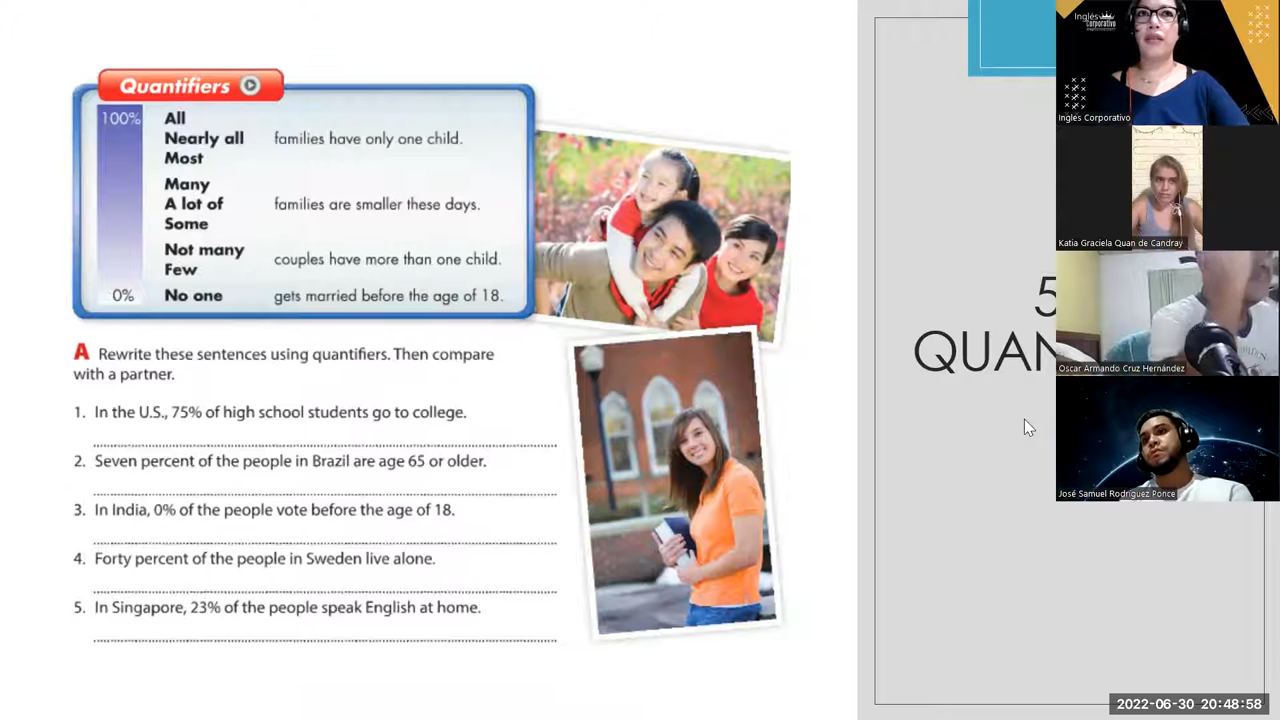 Quantifiers
100% All
Nearly all families have only one child.
Most
Many
A lot of families are smaller these days.
Some
Not many
Few couples have more than one child.
0% No one gets married before the age of 18.
A Rewrite these sentences using quantifiers. Then compare
with a partner.
1. In the U.S., 75% of high school students go to college.
2. Seven percent of the people in Brazil are age 65 or older.
3. In India, 0% of the people vote before the age of 18.
4. Forty percent of the people in Sweden live alone.
5. In Singapore, 23% of the people speak English at home.
5
QUAN
Inglés
Corporativo
Inglés Corporativo
Katia Graciela Quan de Candray
Oscar Armando Cruz Hernández
José Samuel Rodríguez Ponce
2022-06-30 20:48:58